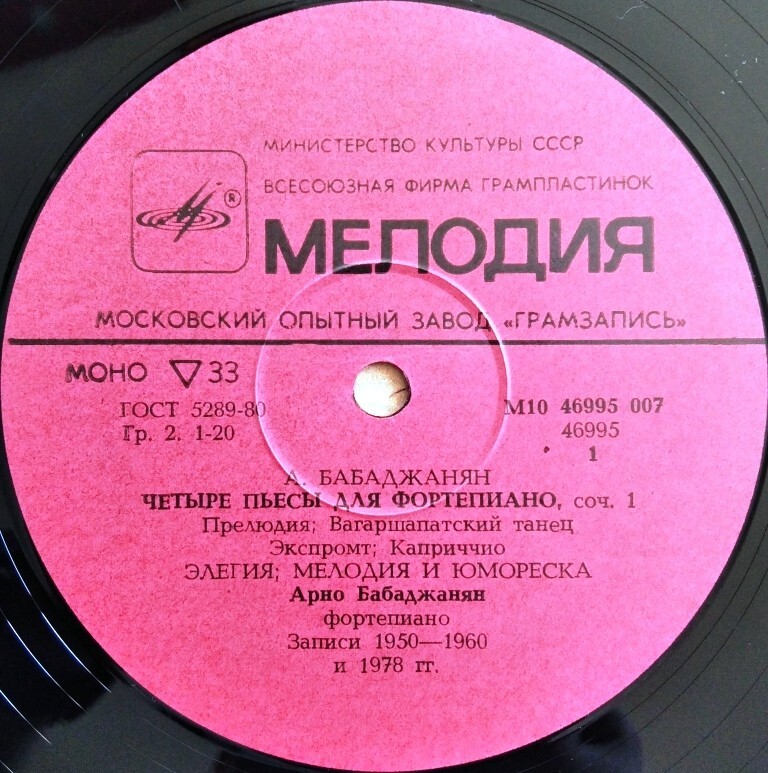 МИНИСТЕРСТВО КУЛЬТУРЫ СССР
ВСЕСОЮЗНАЯ ФИРМА ГРАМПЛАСТИНОК
®
МЕЛОДИЯ
МОСКОВСКИЙ ОПЫТНЫЙ ЗАВОД «ГРАМЗАПИСЬ»
МОНО ▽ 33
ГОСТ 5289-80
Гр. 2. 1-20
М10 46995 007
46995
1
А. БАБАДЖАНЯН
ЧЕТЫРЕ ПЬЕСЫ ДЛЯ ФОРТЕПИАНО, соч. 1
Прелюдия; Вагаршапатский танец
Экспромт; Каприччио
ЭЛЕГИЯ; МЕЛОДИЯ И ЮМОРЕСКА
Арно Бабаджанян
фортепиано
Записи 1950—1960
и 1978 гг.